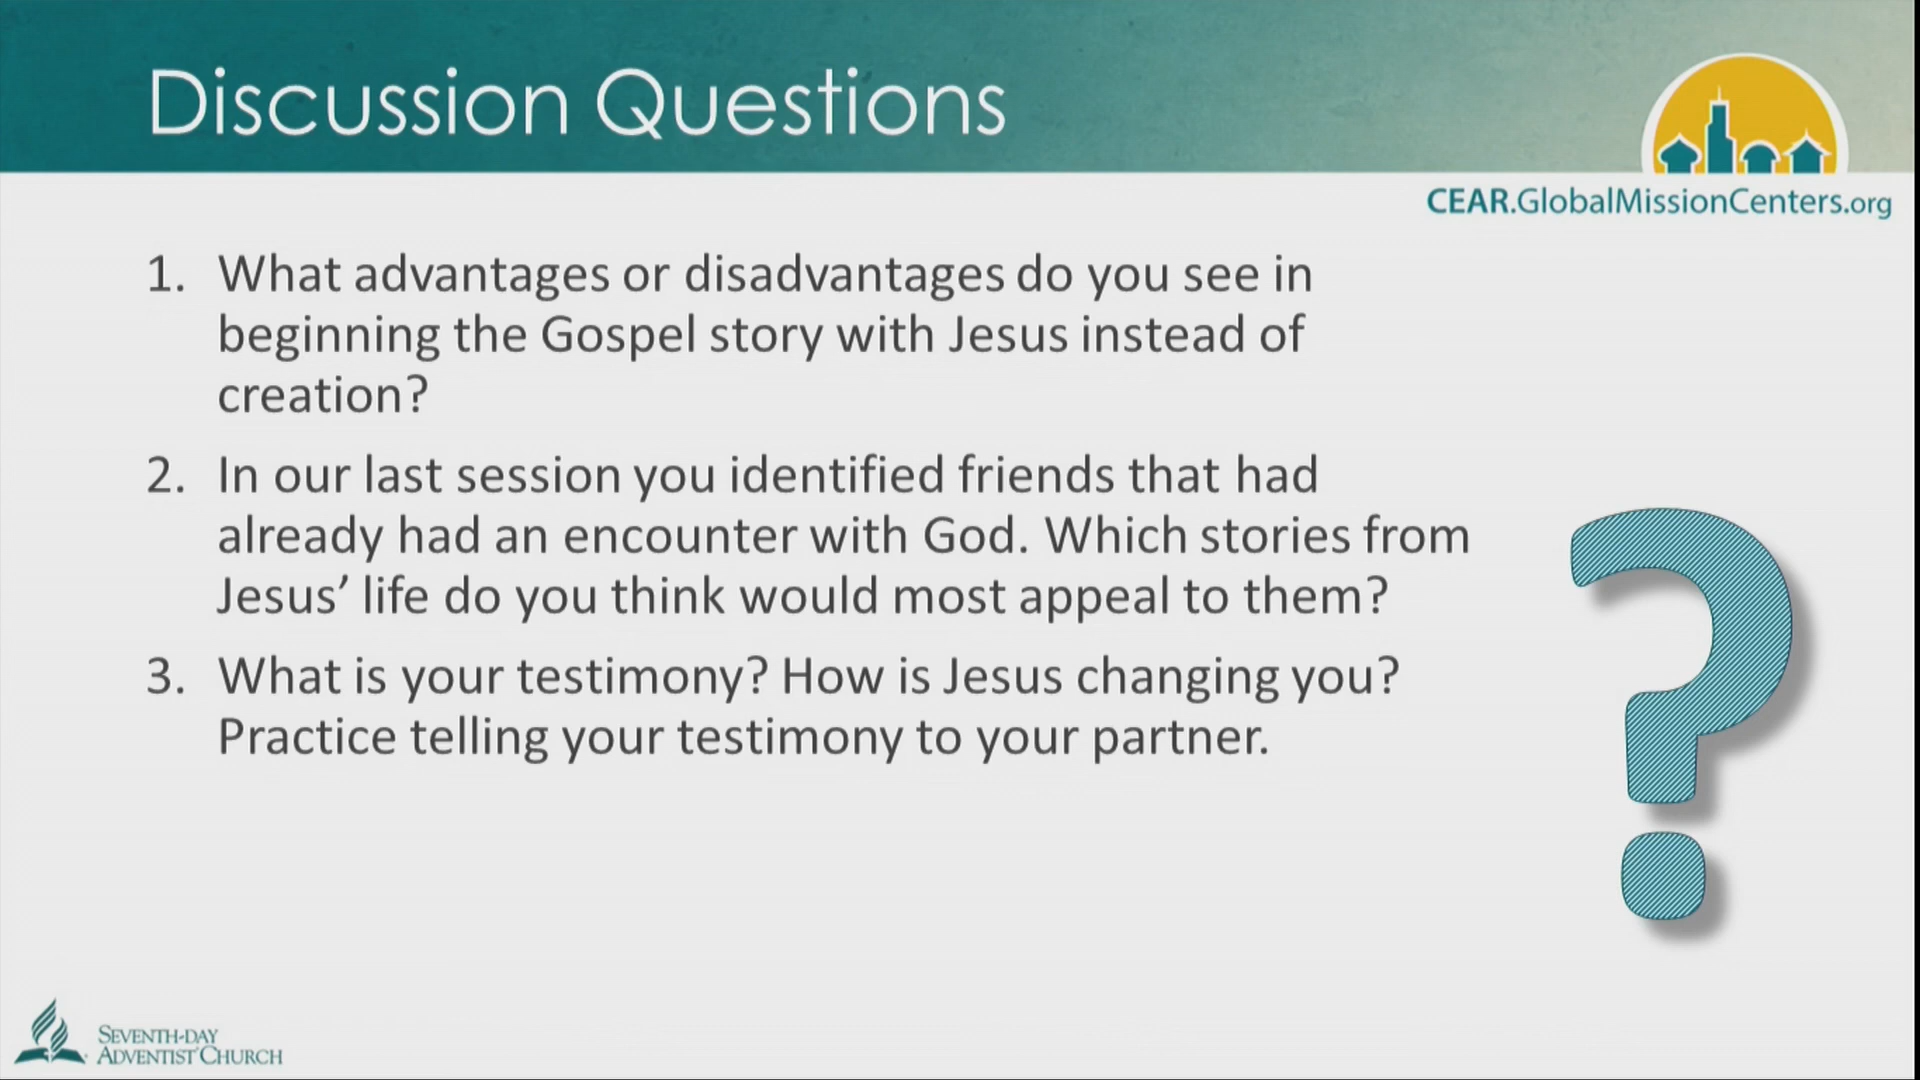 Discussion Questions
CEAR.GlobalMissionCenters.org
1. What advantages or disadvantages do you see in
beginning the Gospel story with Jesus instead of
creation?
2. In our last session you identified friends that had
already had an encounter with God. Which stories from
Jesus’ life do you think would most appeal to them?
3. What is your testimony? How is Jesus changing you?
Practice telling your testimony to your partner.
?
SEVENTH-DAY
ADVENTIST CHURCH